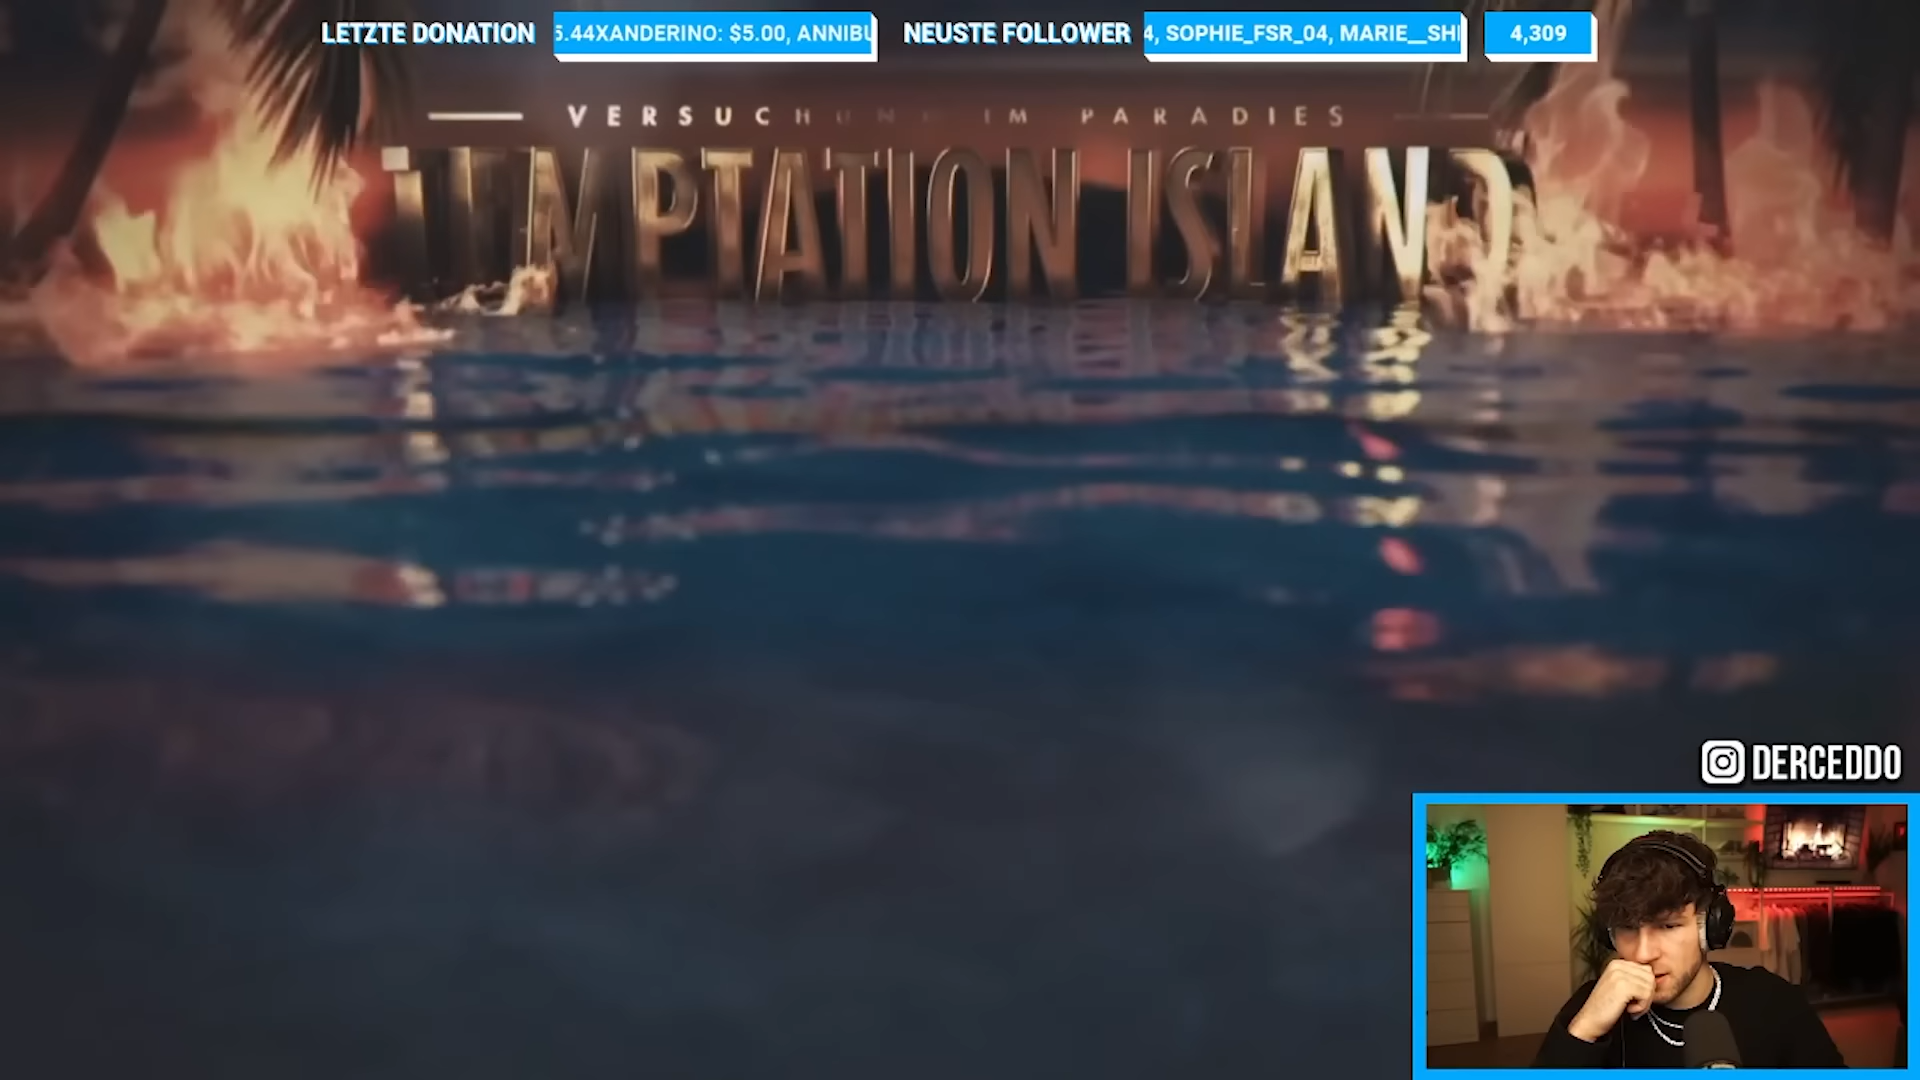 LETZTE DONATION
5.44XANDERINO: $5.00, ANNIBU
NEUSTE FOLLOWER
4, SOPHIE_FSR_04, MARIE__SHI
4,309
VERSUCHUNG IM PARADIES
TEMPTATION ISLAND
DERCEDDO